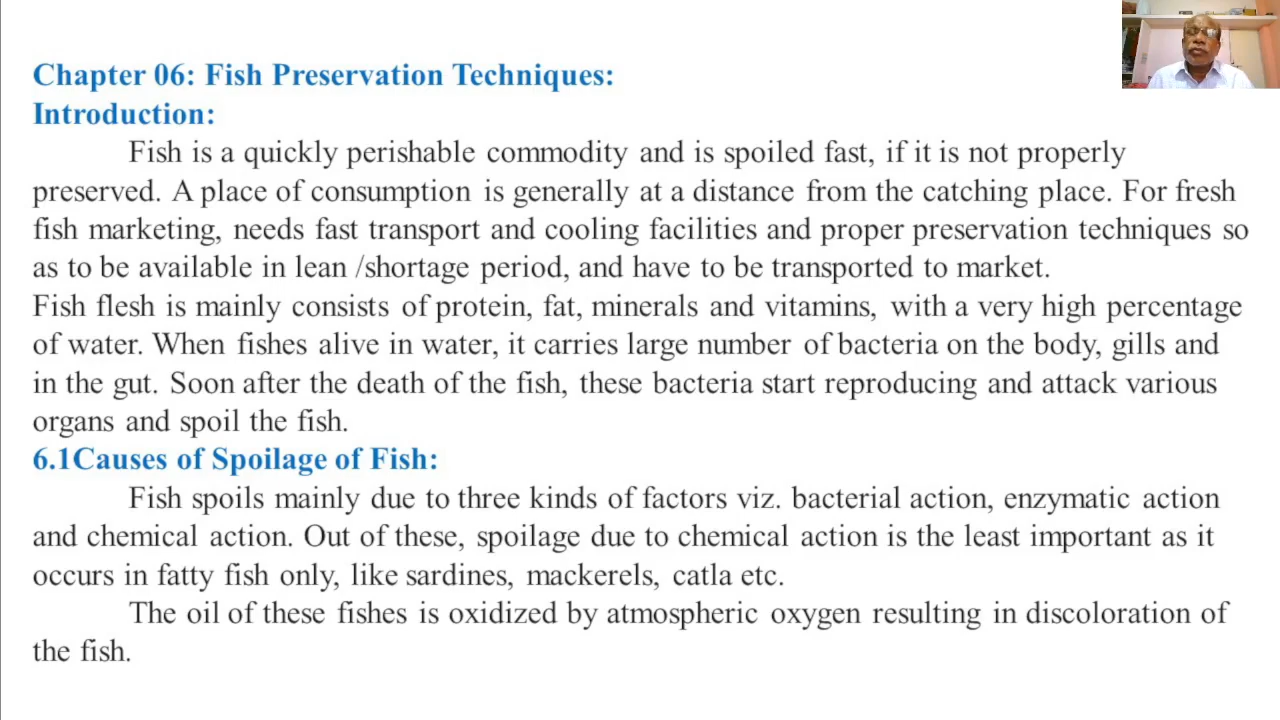 Chapter 06: Fish Preservation Techniques:
Introduction:
Fish is a quickly perishable commodity and is spoiled fast, if it is not properly
preserved. A place of consumption is generally at a distance from the catching place. For fresh
fish marketing, needs fast transport and cooling facilities and proper preservation techniques so
as to be available in lean /shortage period, and have to be transported to market.
Fish flesh is mainly consists of protein, fat, minerals and vitamins, with a very high percentage
of water. When fishes alive in water, it carries large number of bacteria on the body, gills and
in the gut. Soon after the death of the fish, these bacteria start reproducing and attack various
organs and spoil the fish.
6.1Causes of Spoilage of Fish:
Fish spoils mainly due to three kinds of factors viz. bacterial action, enzymatic action
and chemical action. Out of these, spoilage due to chemical action is the least important as it
occurs in fatty fish only, like sardines, mackerels, catla etc.
The oil of these fishes is oxidized by atmospheric oxygen resulting in discoloration of
the fish.